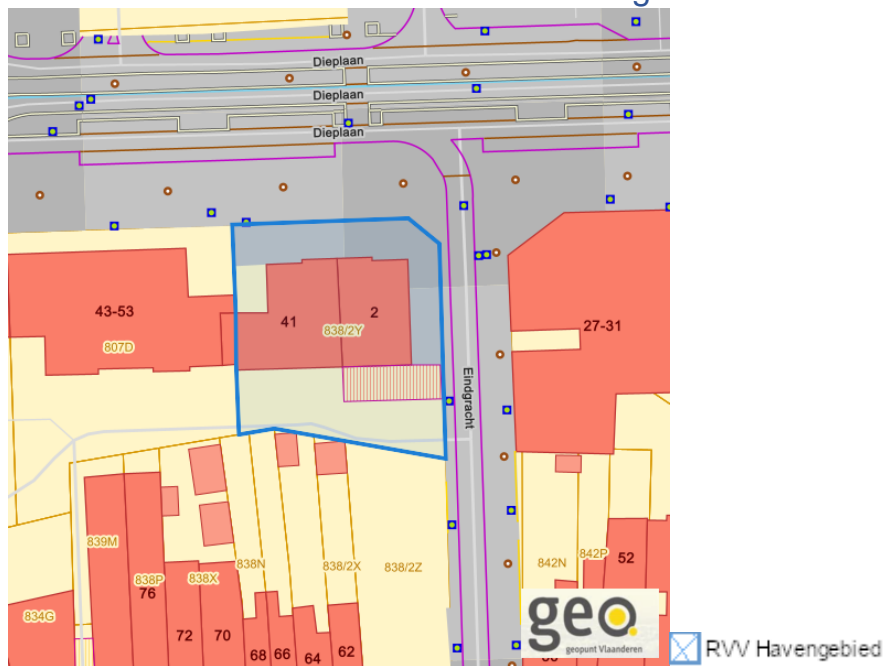 Dieplaan
Dieplaan
Dieplaan
43-53
807D
41
2
838/2Y
27-31
Eindgracht
839M
838P
76
838X
838N
838/2X
838/2Z
842N
842P
52
834G
72
70
68
66
64
62
geo
geopunt Vlaanderen
RVV Havengebied